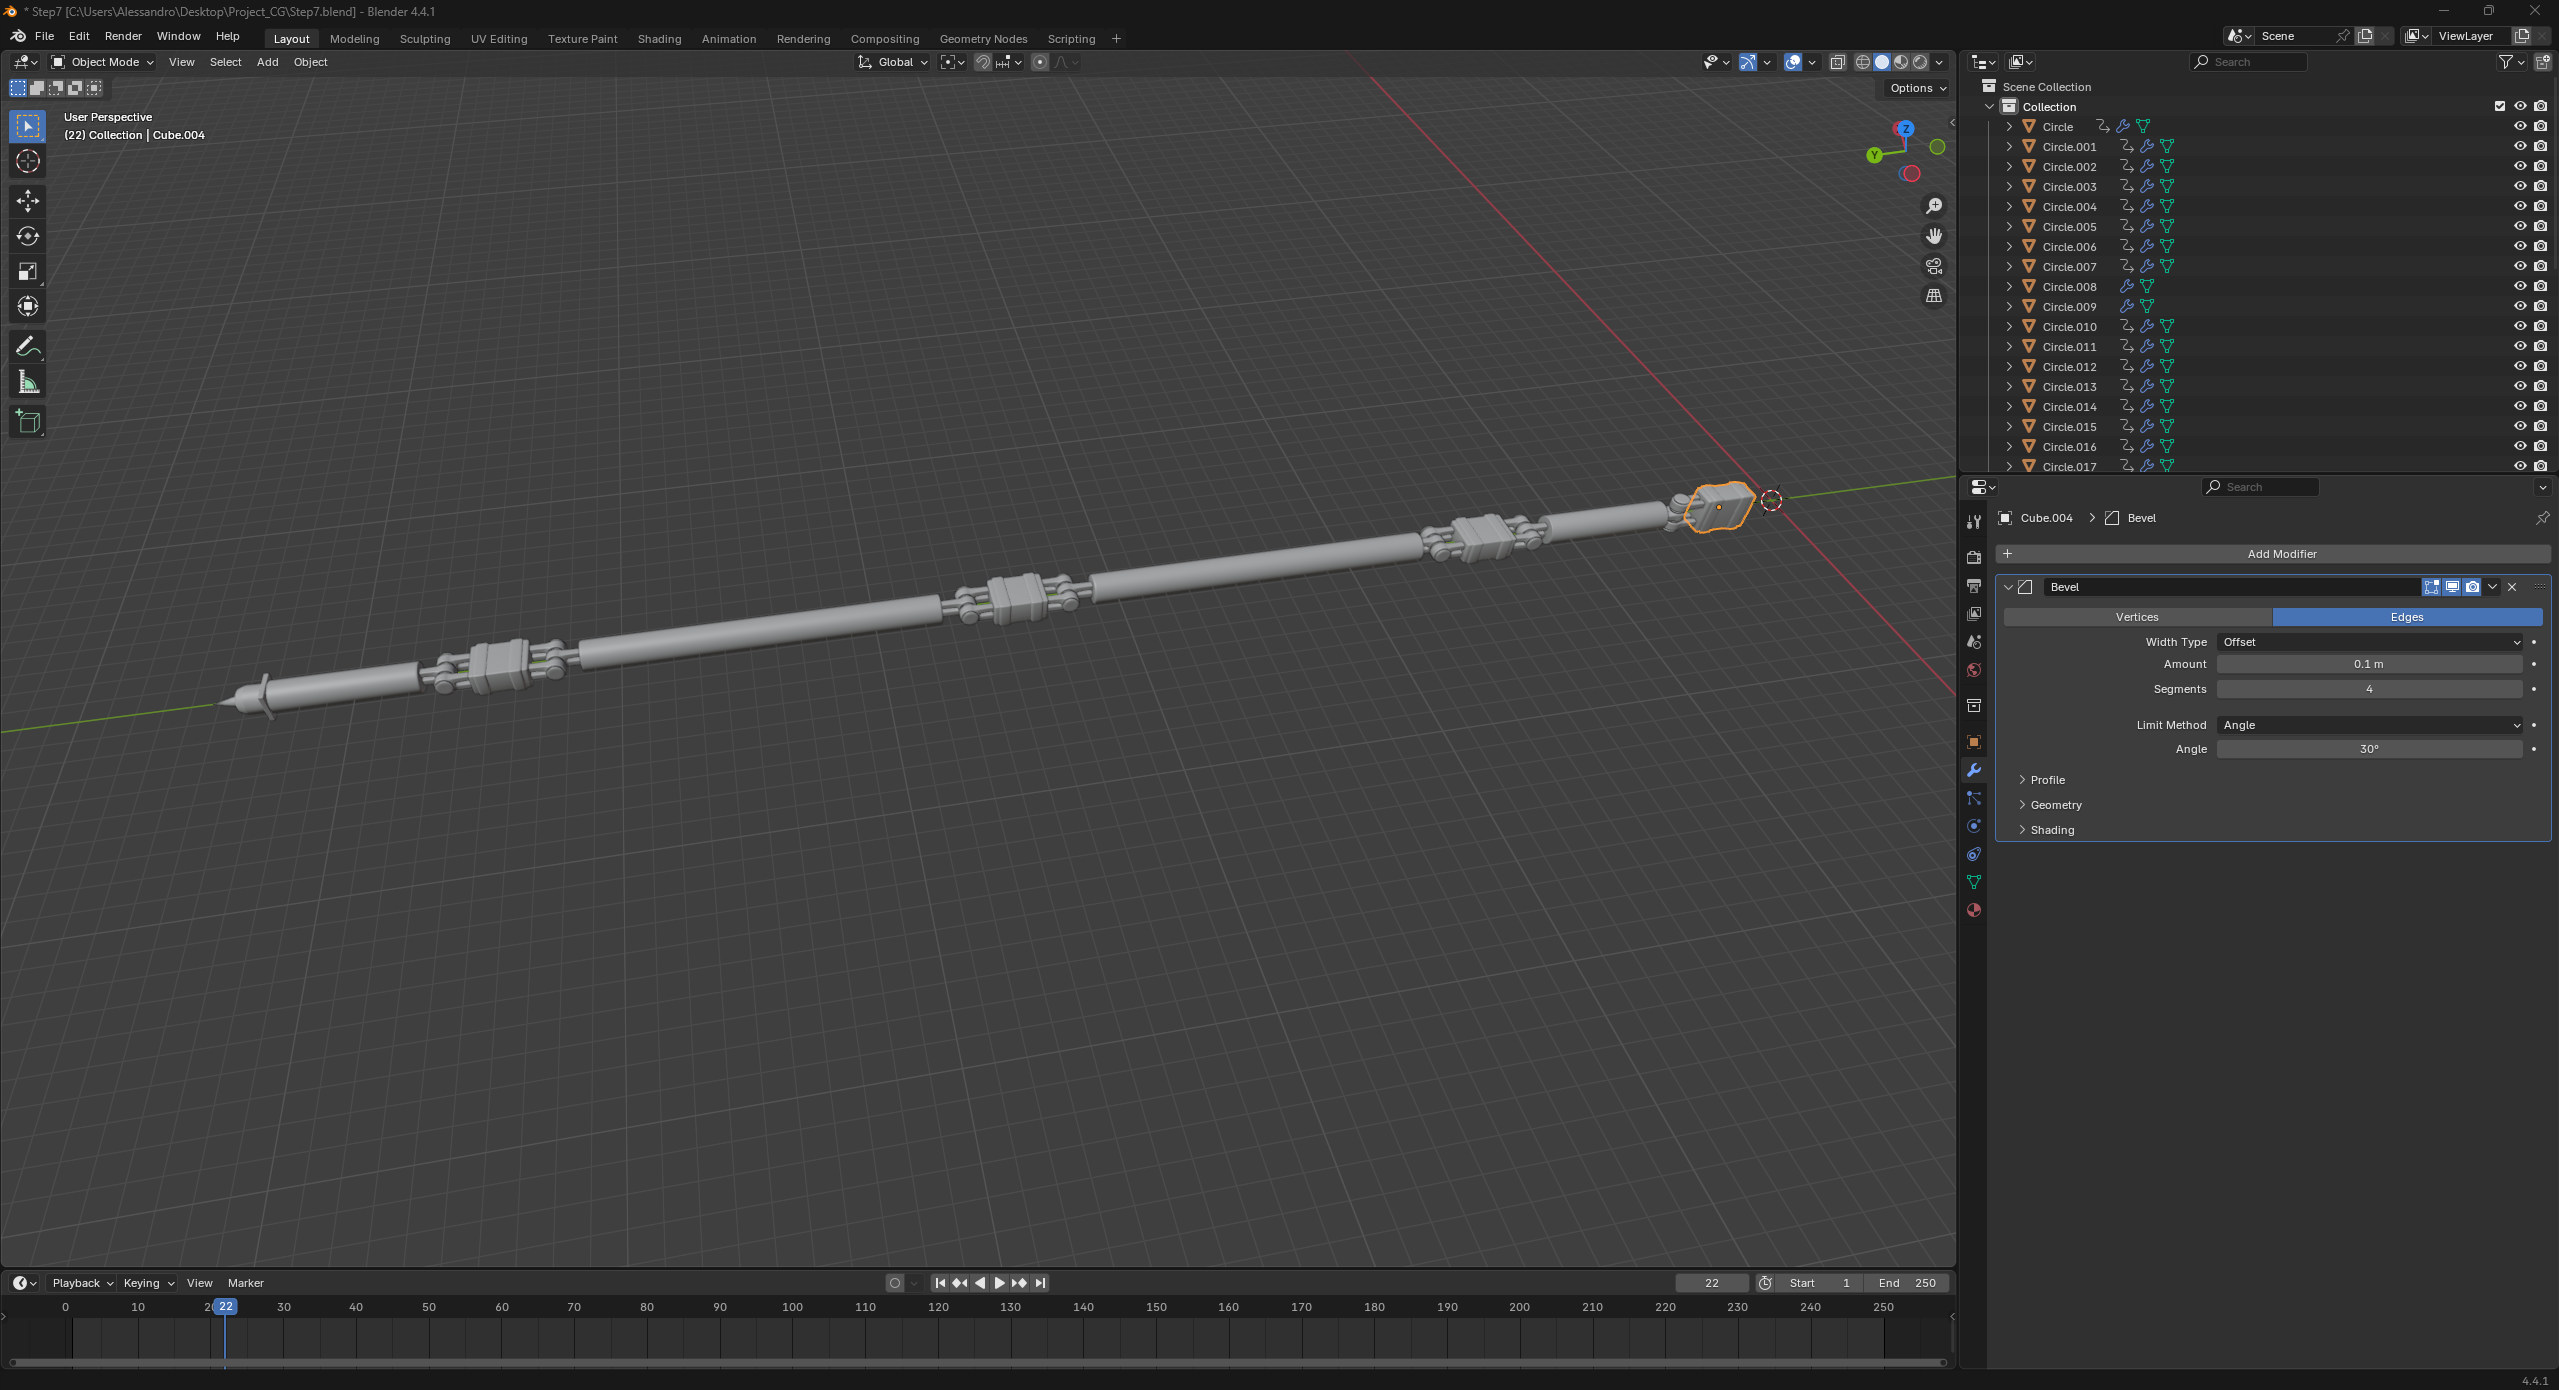 * Step7 [C:\Users\Alessandro\Desktop\Project_CG\Step7.blend] - Blender 4.4.1
File Edit Render Window Help Layout Modeling Sculpting UV Editing Texture Paint Shading Animation Rendering Compositing Geometry Nodes Scripting + Scene ViewLayer
Object Mode View Select Add Object Global Search
Options
User Perspective
(22) Collection | Cube.004
Z
Y
Scene Collection
Collection
Circle
Circle.001
Circle.002
Circle.003
Circle.004
Circle.005
Circle.006
Circle.007
Circle.008
Circle.009
Circle.010
Circle.011
Circle.012
Circle.013
Circle.014
Circle.015
Circle.016
Circle.017
Search
Cube.004 > Bevel
+ Add Modifier
Bevel
Vertices Edges
Width Type Offset
Amount 0.1 m
Segments 4
Limit Method Angle
Angle 30°
Profile
Geometry
Shading
Playback Keying View Marker 22 Start 1 End 250
0 10 22 30 40 50 60 70 80 90 100 110 120 130 140 150 160 170 180 190 200 210 220 230 240 250
4.4.1